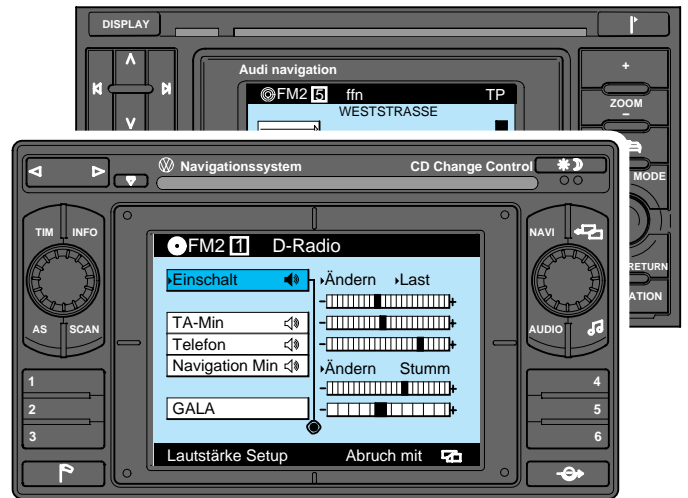 DISPLAY
Audi navigation
FM2 5 ffn TP
WESTSTRASSE
+
ZOOM
−
MODE
RETURN
ATION
Navigationssystem CD Change Control
TIM INFO
AS SCAN
NAVI
AUDIO
FM2 1 D-Radio
Einschalt Ändern Last
- +
TA-Min - +
Telefon - +
Navigation Min Ändern Stumm
- +
GALA - +
Lautstärke Setup Abruch mit
1
2
3
4
5
6